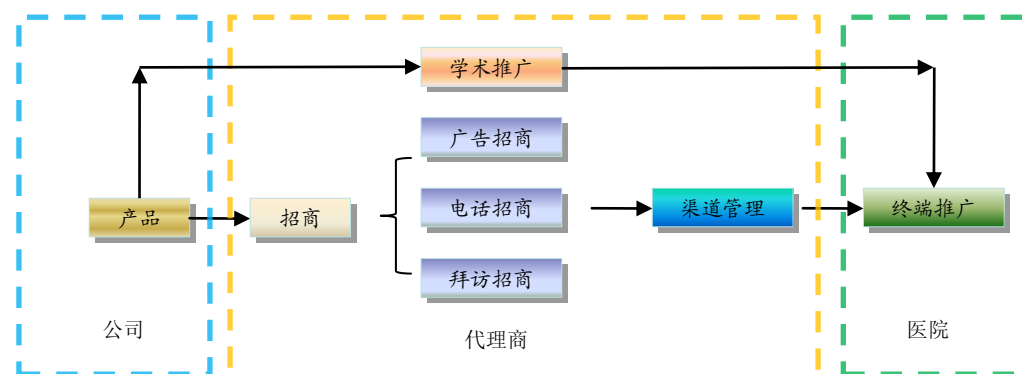 学术推广
广告招商
产品
招商
电话招商
渠道管理
终端推广
拜访招商
公司
代理商
医院